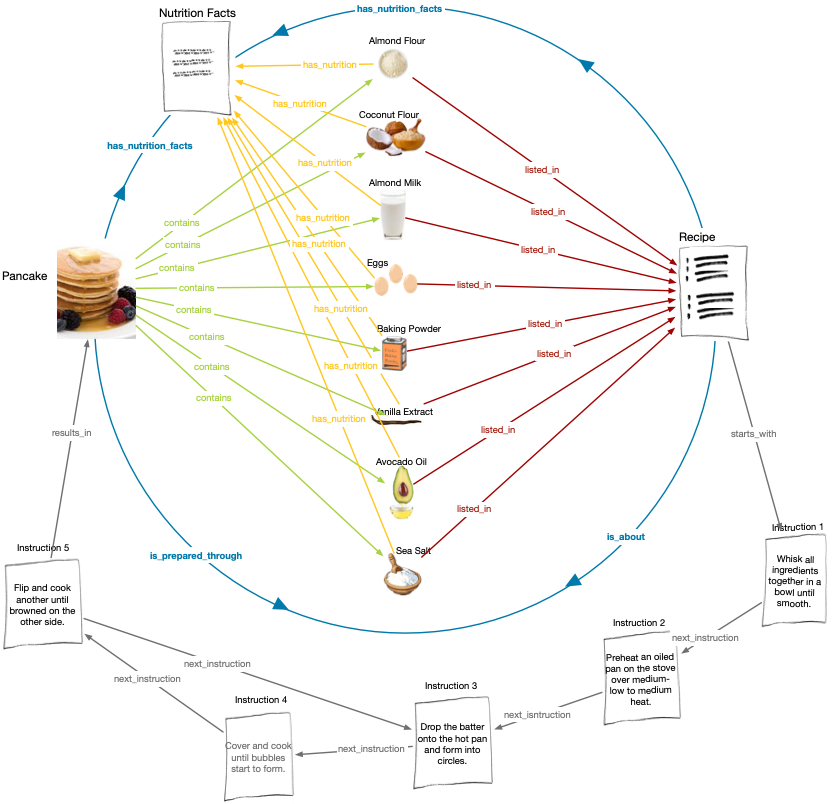 has_nutrition_facts
Nutrition Facts
Almond Flour
has_nutrition
has_nutrition
Coconut Flour
has_nutrition_facts
has_nutrition
listed_in
Almond Milk
contains
has_nutrition
listed_in
contains
has_nutrition
Recipe
listed_in
Eggs
contains
Pancake
contains
listed_in
contains
has_nutrition
Baking Powder
listed_in
contains
listed_in
contains
has_nutrition
contains
Vanilla Extract
has_nutrition
listed_in
results_in
starts_with
Avocado Oil
listed_in
Instruction 1
is_about
Instruction 5
is_prepared_through
Sea Salt
Whisk all
ingredients
together in a
bowl until
smooth.
Flip and cook
another until
browned on the
other side.
Instruction 2
next_instruction
Preheat an oiled
pan on the stove
over medium-
low to medium
heat.
next_instruction
next_instruction
Instruction 3
Instruction 4
next_isntruction
Drop the batter
onto the hot pan
and form into
circles.
next_instruction
Cover and cook
until bubbles
start to form.